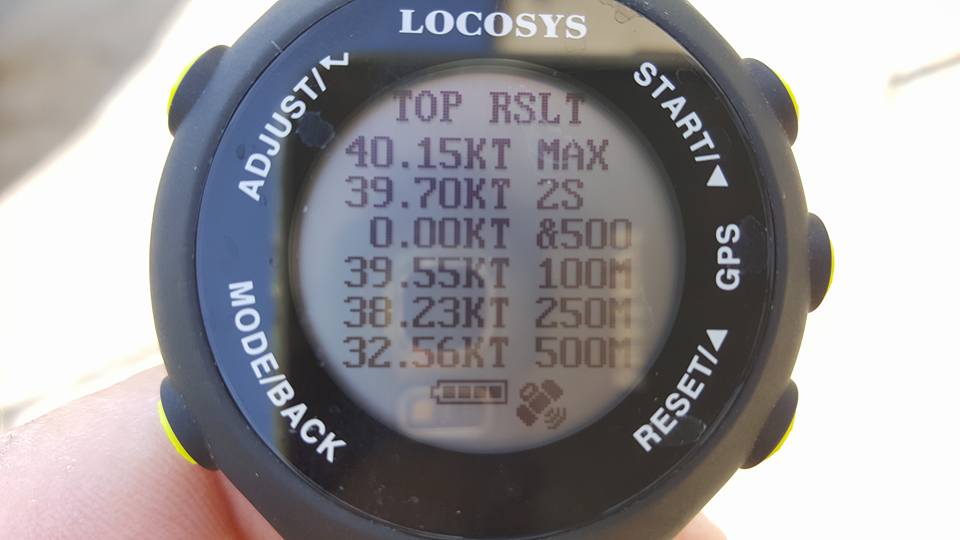 LOCOSYS
ADJUST/
START/▼
TOP RSLT
40.15KT MAX
39.70KT 2S
0.00KT &500
39.55KT 100M
38.23KT 250M
32.56KT 500M
GPS
MODE/BACK
RESET/▲